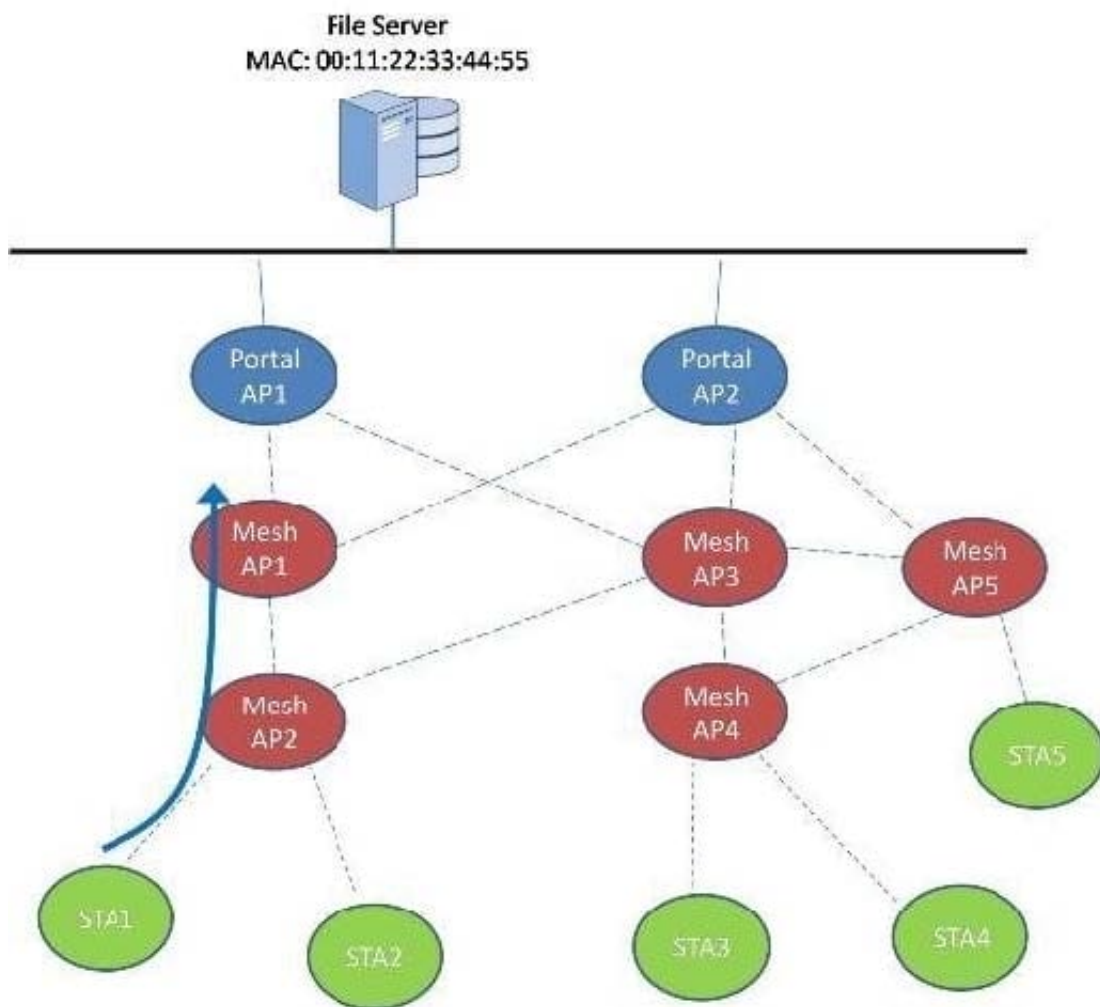 File Server
MAC: 00:11:22:33:44:55
Portal
AP1
Portal
AP2
Mesh
AP1
Mesh
AP3
Mesh
AP5
Mesh
AP2
Mesh
AP4
STA5
STA1
STA2
STA3
STA4